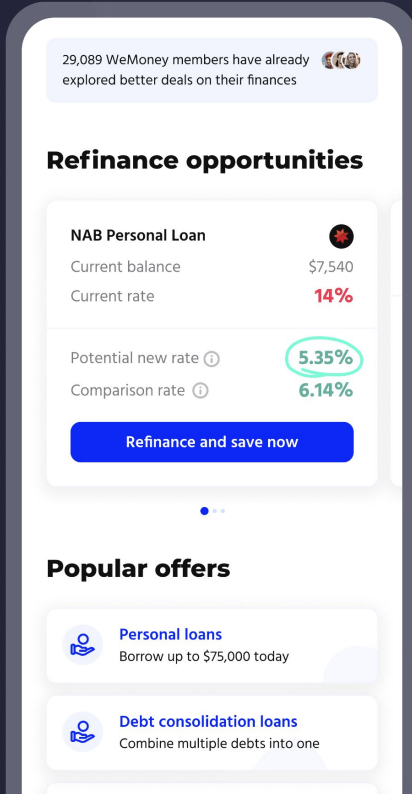 29,089 WeMoney members have already
explored better deals on their finances
Refinance opportunities
NAB Personal Loan
Current balance $7,540
Current rate 14%
Potential new rate 5.35%
Comparison rate 6.14%
Refinance and save now
Popular offers
Personal loans
Borrow up to $75,000 today
Debt consolidation loans
Combine multiple debts into one